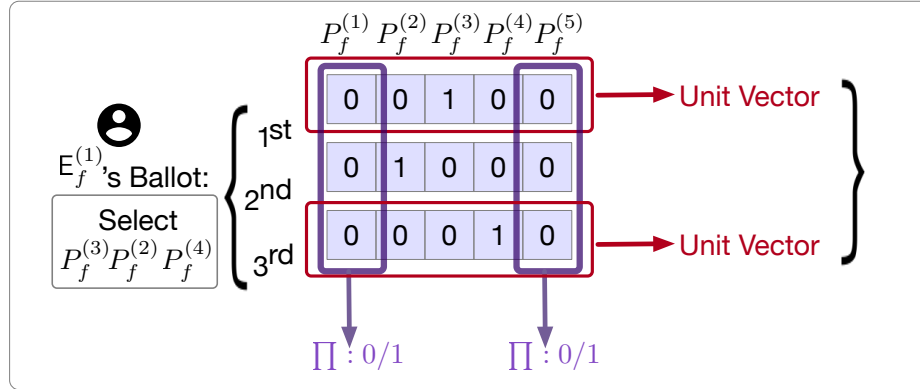 P_f^(1) P_f^(2) P_f^(3) P_f^(4) P_f^(5)
1st 0 0 1 0 0 Unit Vector
E_f^(1)'s Ballot:
2nd 0 1 0 0 0
Select
P_f^(3) P_f^(2) P_f^(4)
3rd 0 0 0 1 0 Unit Vector
∏ : 0/1 ∏ : 0/1